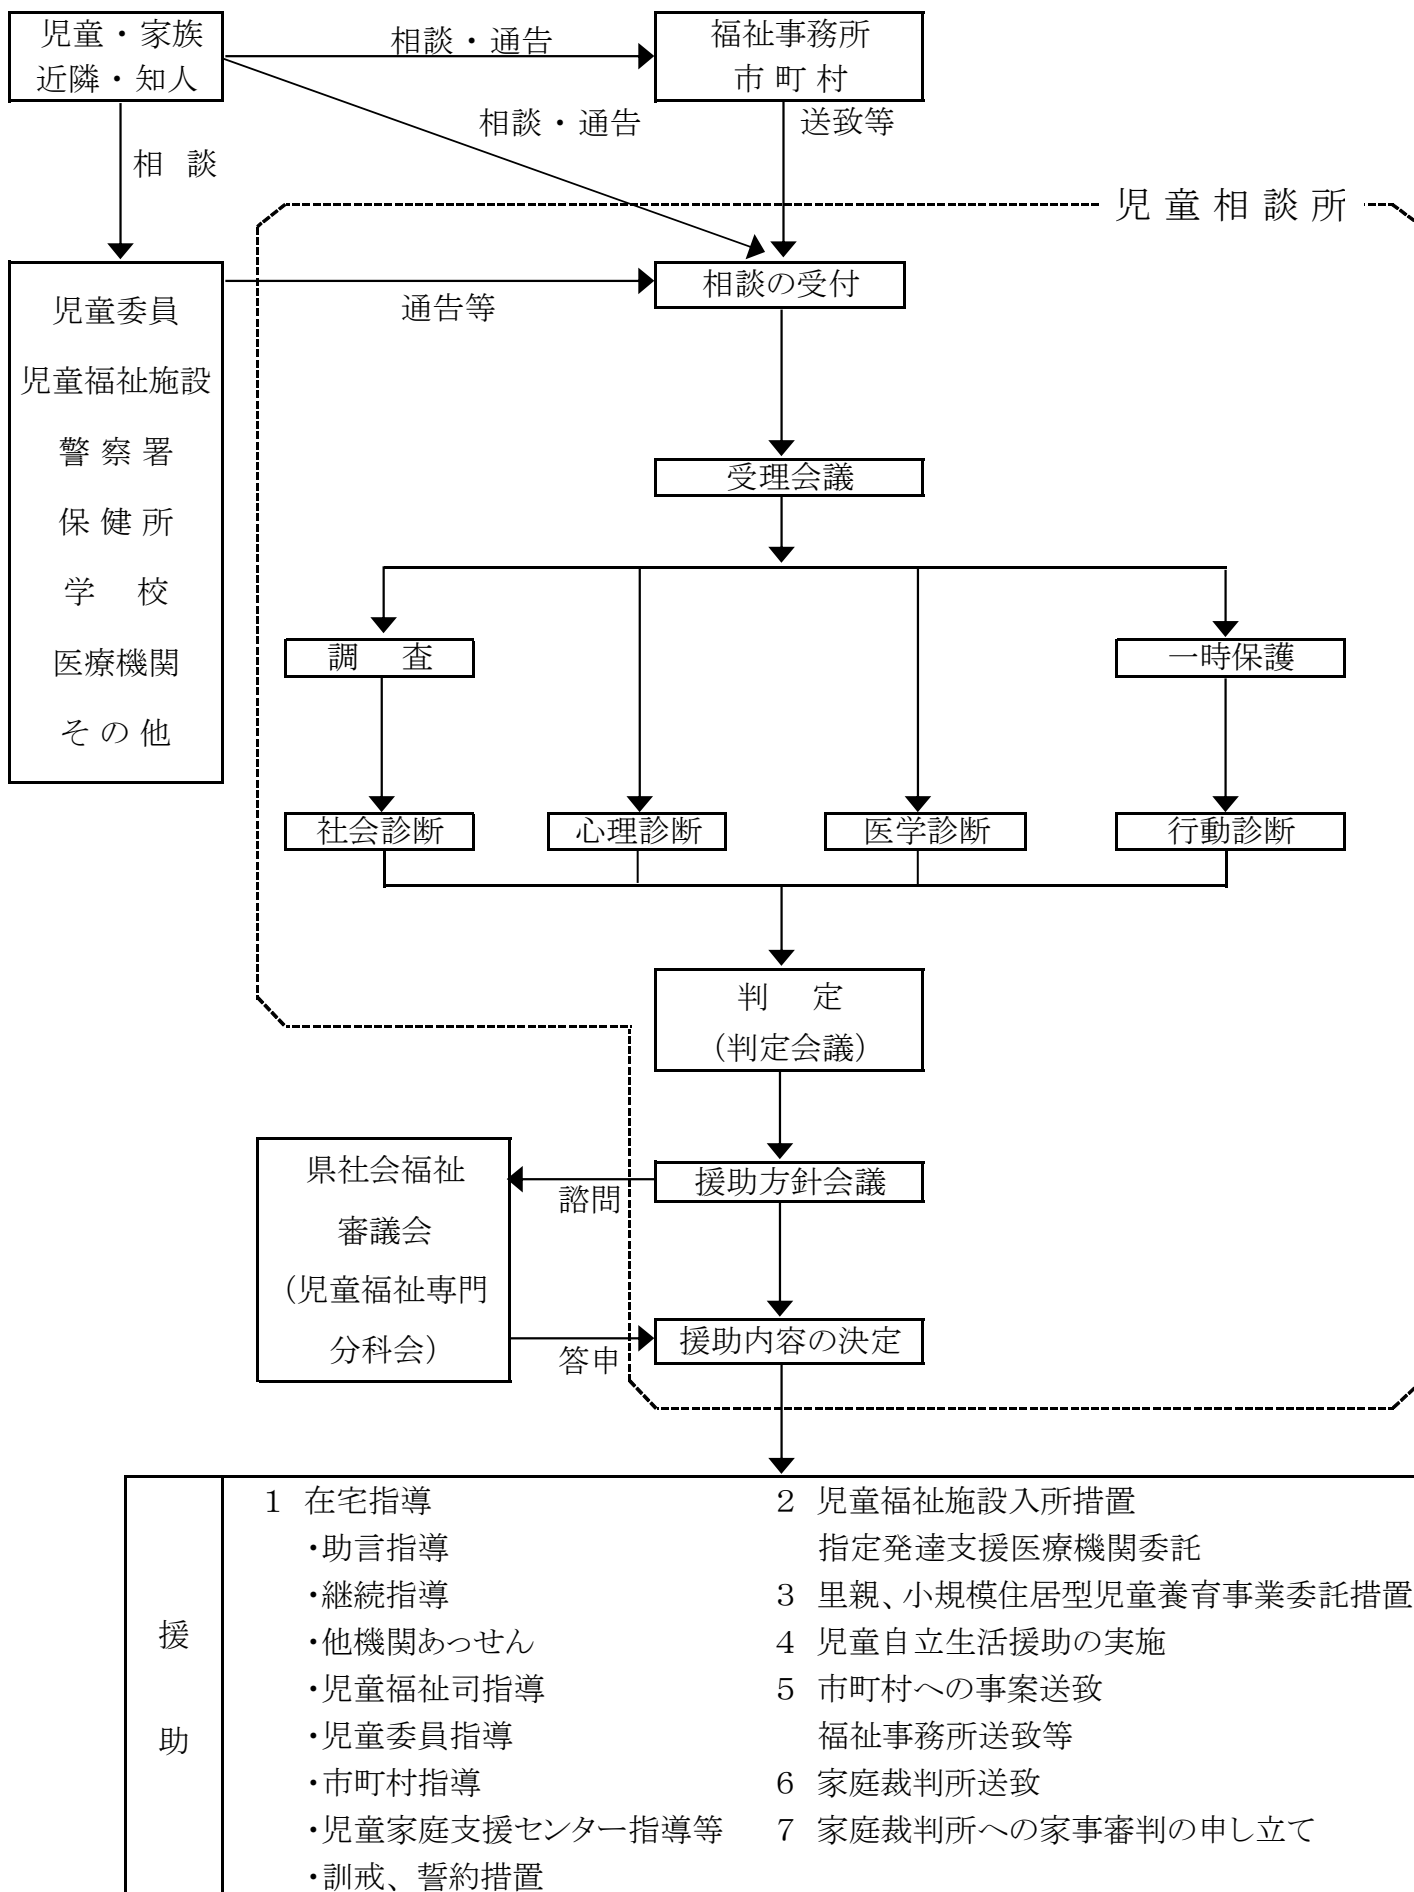 児童・家族
近隣・知人
相談・通告
福祉事務所
市町村
相談・通告
送致等
相 談
児童相談所
児童委員
児童福祉施設
警察署
保健所
学 校
医療機関
その他
通告等
相談の受付
受理会議
調 査
一時保護
社会診断
心理診断
医学診断
行動診断
判 定
(判定会議)
県社会福祉
審議会
(児童福祉専門
分科会)
諮問
援助方針会議
答申
援助内容の決定
援
助
1 在宅指導
・助言指導
・継続指導
・他機関あっせん
・児童福祉司指導
・児童委員指導
・市町村指導
・児童家庭支援センター指導等
・訓戒、誓約措置
2 児童福祉施設入所措置
指定発達支援医療機関委託
3 里親、小規模住居型児童養育事業委託措置
4 児童自立生活援助の実施
5 市町村への事案送致
福祉事務所送致等
6 家庭裁判所送致
7 家庭裁判所への家事審判の申し立て